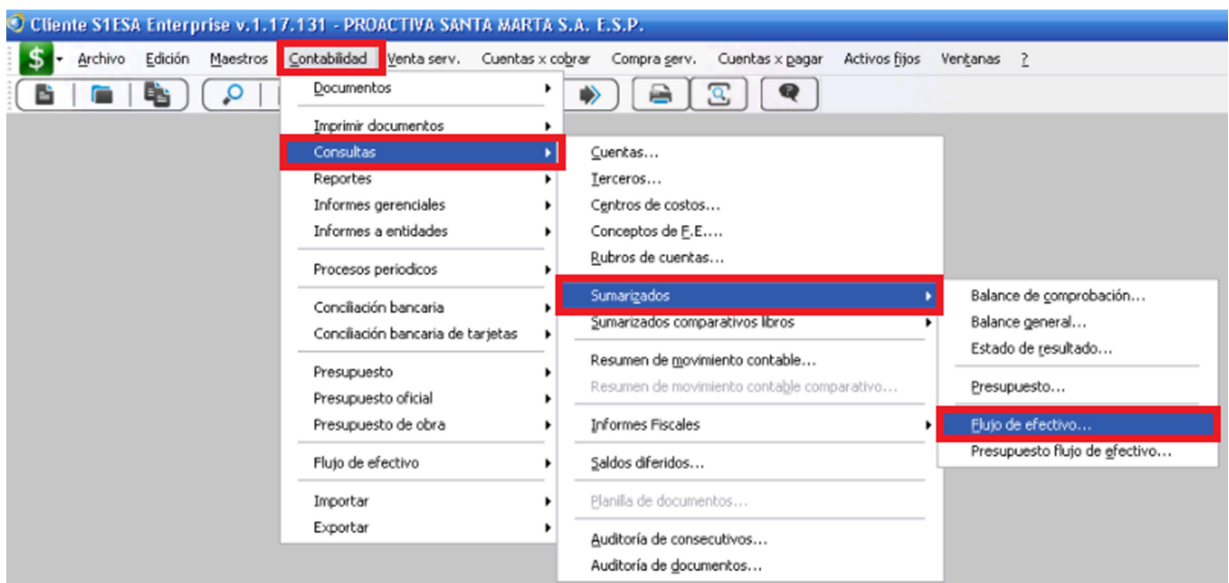 Cliente S1ESA Enterprise v.1.17.131 - PROACTIVA SANTA MARTA S.A. E.S.P.
$ Archivo Edición Maestros Contabilidad Venta serv. Cuentas x cobrar Compra serv. Cuentas x pagar Activos fijos Ventanas ?
Documentos
Imprimir documentos
Consultas
Reportes
Informes gerenciales
Informes a entidades
Procesos periodicos
Conciliación bancaria
Conciliación bancaria de tarjetas
Presupuesto
Presupuesto oficial
Presupuesto de obra
Flujo de efectivo
Importar
Exportar
Cuentas...
Terceros...
Centros de costos...
Conceptos de F.E....
Rubros de cuentas...
Sumarizados
Sumarizados comparativos libros
Resumen de movimiento contable...
Resumen de movimiento contable comparativo...
Informes Fiscales
Saldos diferidos...
Planilla de documentos...
Auditoría de consecutivos...
Auditoría de documentos...
Balance de comprobación...
Balance general...
Estado de resultado...
Presupuesto...
Flujo de efectivo...
Presupuesto flujo de efectivo...